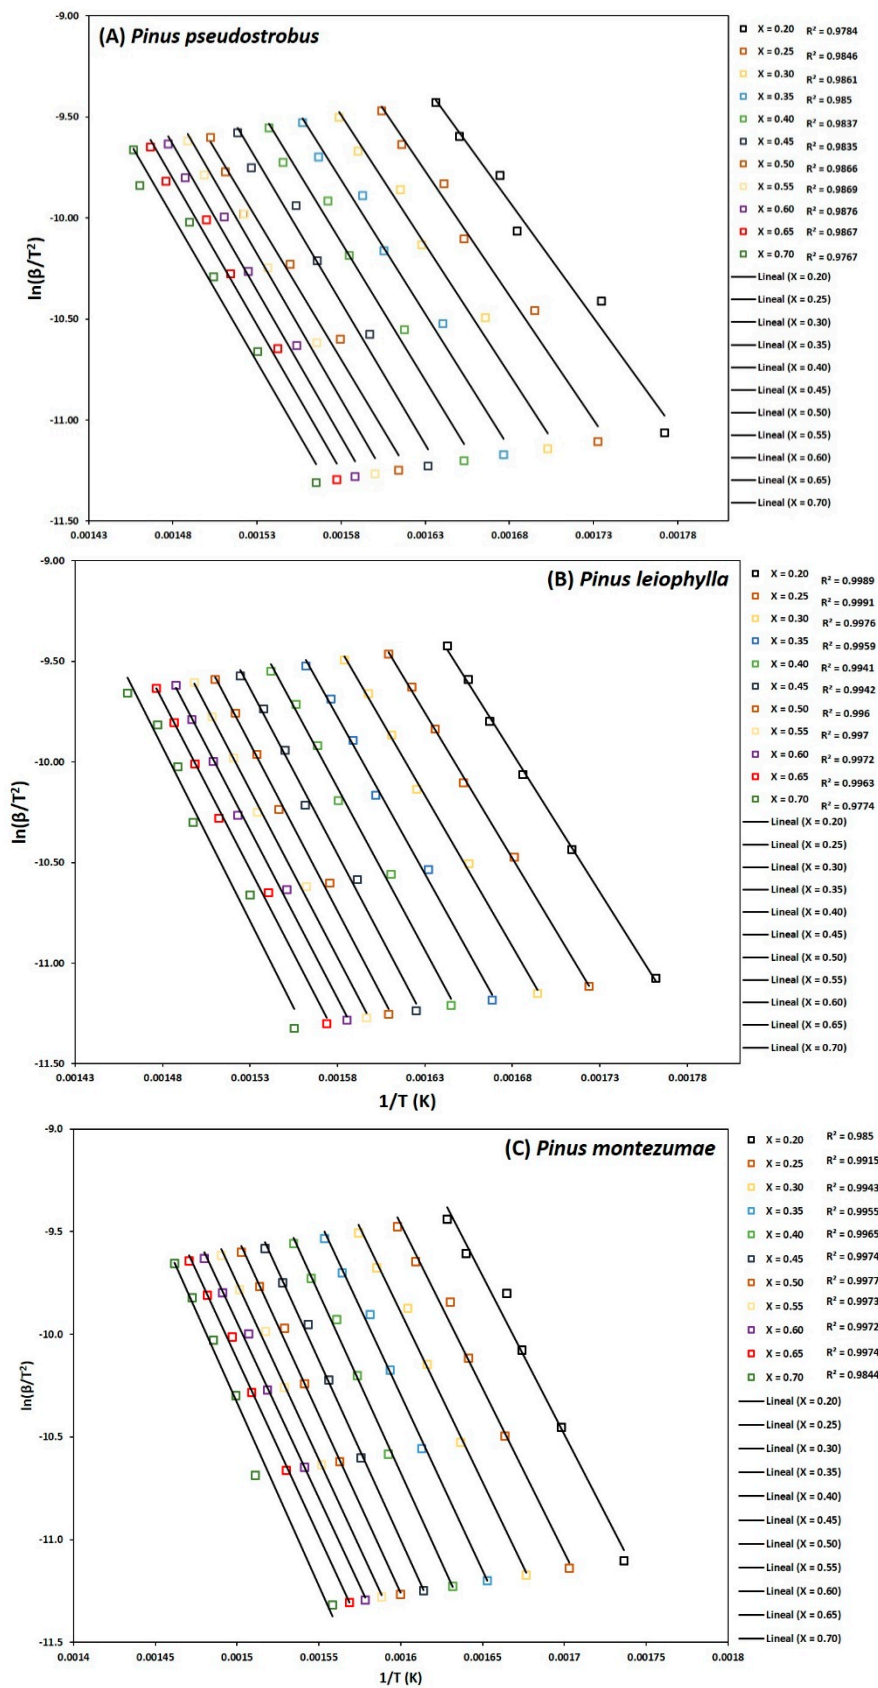 (A) Pinus pseudostrobus
-9.00
-9.50
-10.00
-10.50
-11.00
-11.50
ln(β/T²)
0.00143
0.00148
0.00153
0.00158
0.00163
0.00168
0.00173
0.00178
X = 0.20 R² = 0.9784
X = 0.25 R² = 0.9846
X = 0.30 R² = 0.9861
X = 0.35 R² = 0.985
X = 0.40 R² = 0.9837
X = 0.45 R² = 0.9835
X = 0.50 R² = 0.9866
X = 0.55 R² = 0.9869
X = 0.60 R² = 0.9876
X = 0.65 R² = 0.9867
X = 0.70 R² = 0.9767
Lineal (X = 0.20)
Lineal (X = 0.25)
Lineal (X = 0.30)
Lineal (X = 0.35)
Lineal (X = 0.40)
Lineal (X = 0.45)
Lineal (X = 0.50)
Lineal (X = 0.55)
Lineal (X = 0.60)
Lineal (X = 0.65)
Lineal (X = 0.70)
(B) Pinus leiophylla
-9.00
-9.50
-10.00
-10.50
-11.00
-11.50
ln(β/T²)
0.00143
0.00148
0.00153
0.00158
0.00163
0.00168
0.00173
0.00178
1/T (K)
X = 0.20 R² = 0.9989
X = 0.25 R² = 0.9991
X = 0.30 R² = 0.9976
X = 0.35 R² = 0.9959
X = 0.40 R² = 0.9941
X = 0.45 R² = 0.9942
X = 0.50 R² = 0.996
X = 0.55 R² = 0.997
X = 0.60 R² = 0.9972
X = 0.65 R² = 0.9963
X = 0.70 R² = 0.9774
Lineal (X = 0.20)
Lineal (X = 0.25)
Lineal (X = 0.30)
Lineal (X = 0.35)
Lineal (X = 0.40)
Lineal (X = 0.45)
Lineal (X = 0.50)
Lineal (X = 0.55)
Lineal (X = 0.60)
Lineal (X = 0.65)
Lineal (X = 0.70)
(C) Pinus montezumae
-9.0
-9.5
-10.0
-10.5
-11.0
-11.5
ln(β/T²)
0.0014
0.00145
0.0015
0.00155
0.0016
0.00165
0.0017
0.00175
0.0018
1/T (K)
X = 0.20 R² = 0.985
X = 0.25 R² = 0.9915
X = 0.30 R² = 0.9943
X = 0.35 R² = 0.9955
X = 0.40 R² = 0.9965
X = 0.45 R² = 0.9974
X = 0.50 R² = 0.9977
X = 0.55 R² = 0.9973
X = 0.60 R² = 0.9972
X = 0.65 R² = 0.9974
X = 0.70 R² = 0.9844
Lineal (X = 0.20)
Lineal (X = 0.25)
Lineal (X = 0.30)
Lineal (X = 0.35)
Lineal (X = 0.40)
Lineal (X = 0.45)
Lineal (X = 0.50)
Lineal (X = 0.55)
Lineal (X = 0.60)
Lineal (X = 0.65)
Lineal (X = 0.70)